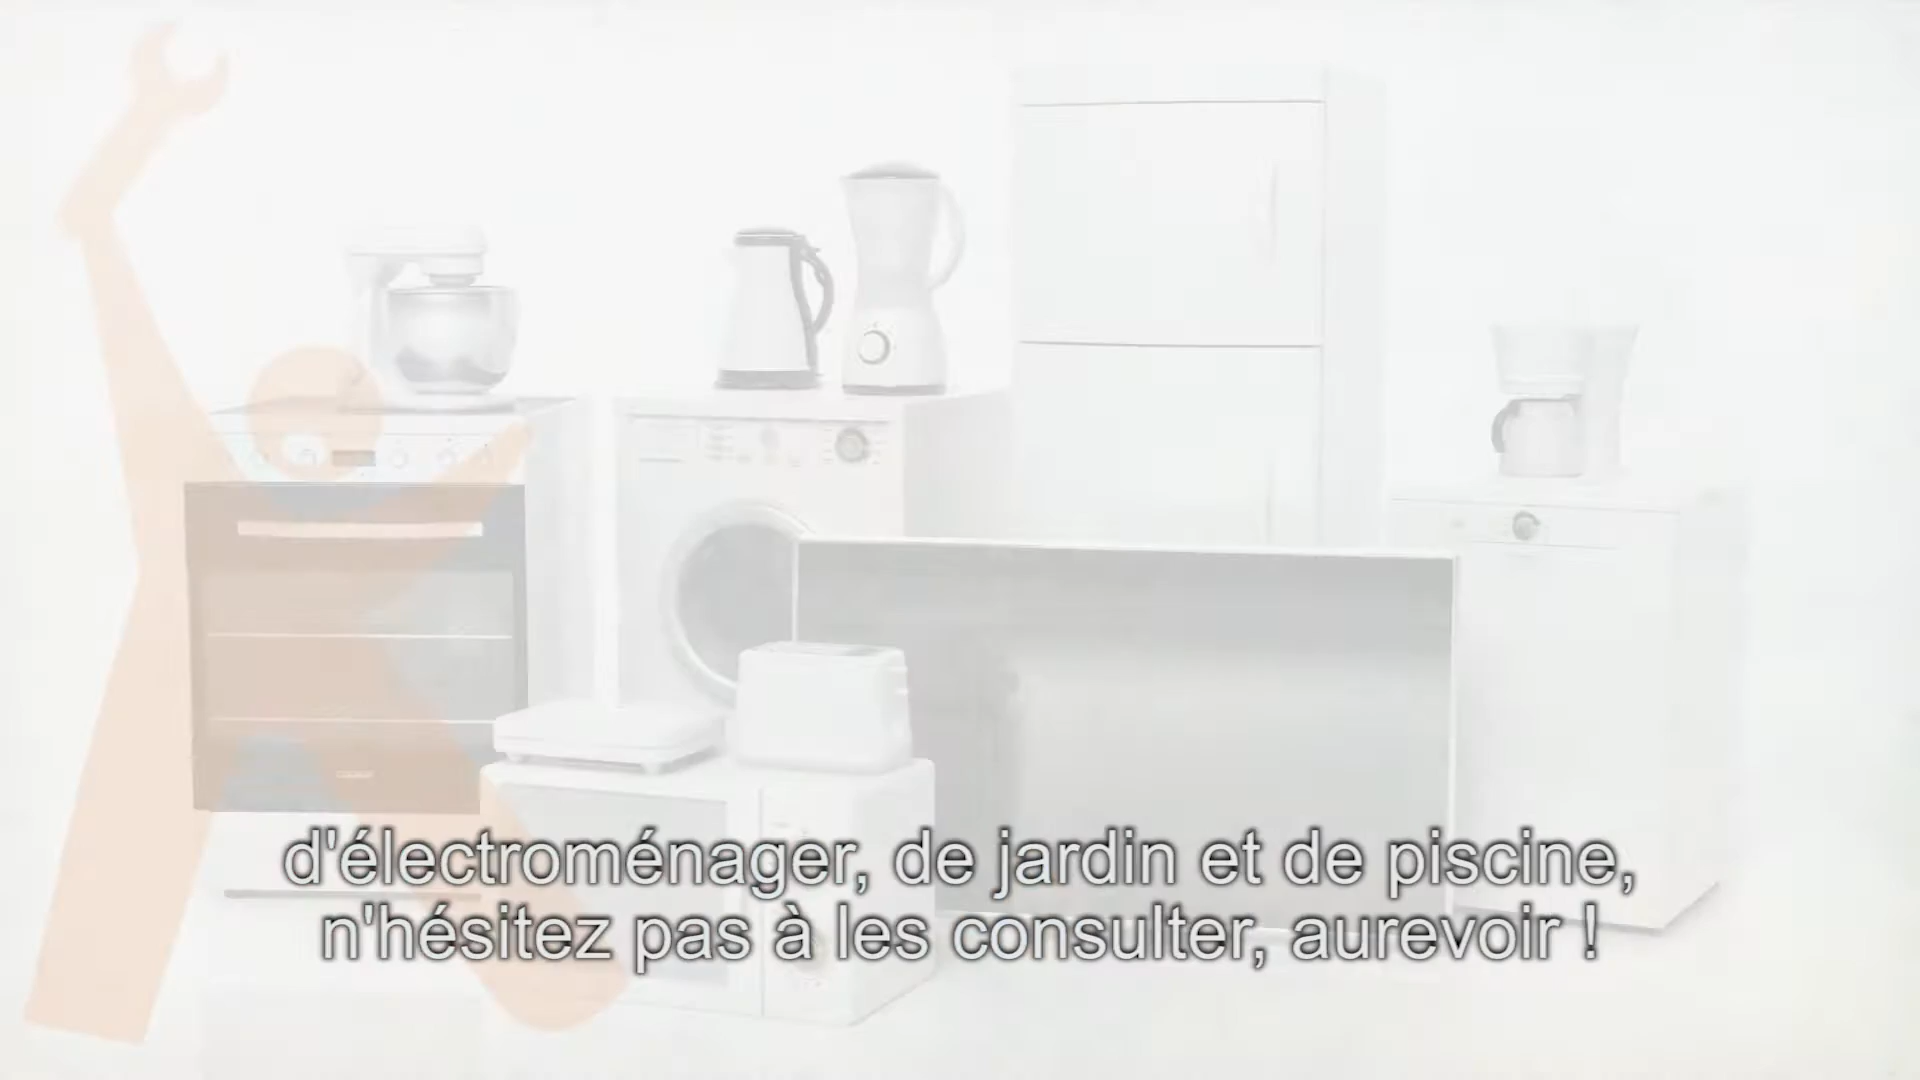 d'électroménager, de jardin et de piscine,
n'hésitez pas à les consulter, aurevoir !